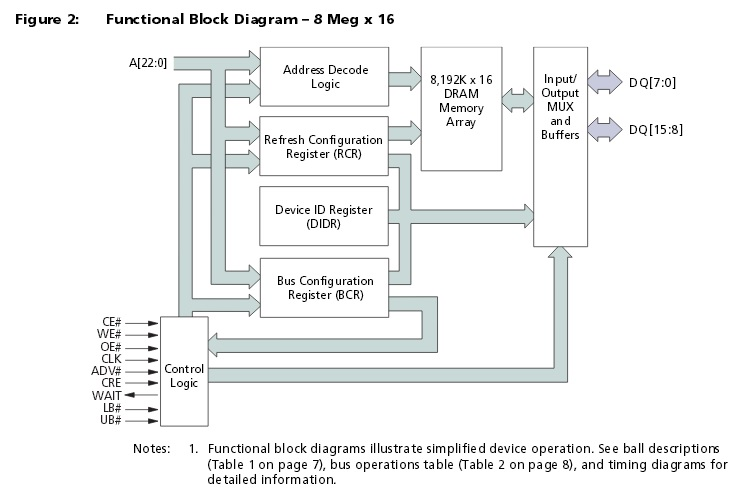 Figure 2: Functional Block Diagram – 8 Meg x 16
A[22:0]
Address Decode
Logic
8,192K x 16
DRAM
Memory
Array
Input/
Output
MUX
and
Buffers
DQ[7:0]
DQ[15:8]
Refresh Configuration
Register (RCR)
Device ID Register
(DIDR)
Bus Configuration
Register (BCR)
CE#
WE#
OE#
CLK
ADV#
CRE
WAIT
LB#
UB#
Control
Logic
Notes: 1. Functional block diagrams illustrate simplified device operation. See ball descriptions
(Table 1 on page 7), bus operations table (Table 2 on page 8), and timing diagrams for
detailed information.